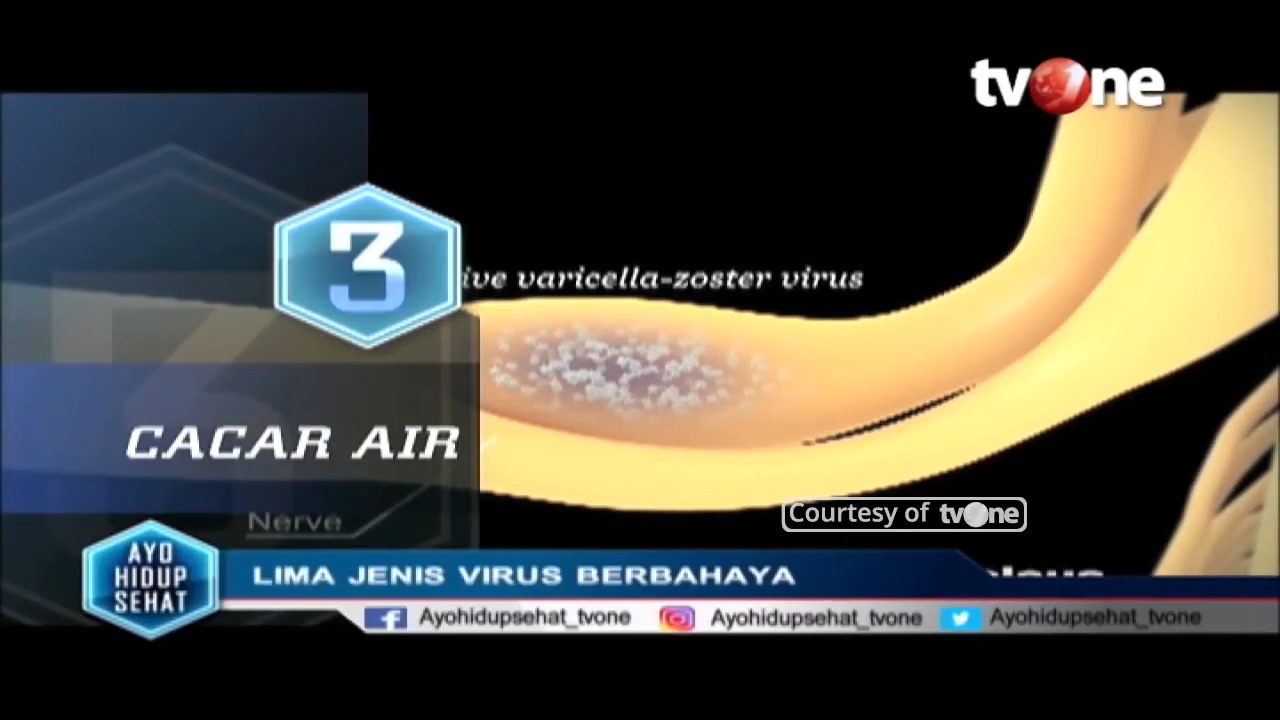 tvOne
3
varicella-zoster virus
CACAR AIR
Nerve
Courtesy of tvOne
AYO
HIDUP
SEHAT
LIMA JENIS VIRUS BERBAHAYA
Ayohidupsehat_tvone
Ayohidupsehat_tvone
Ayohidupsehat_tvone